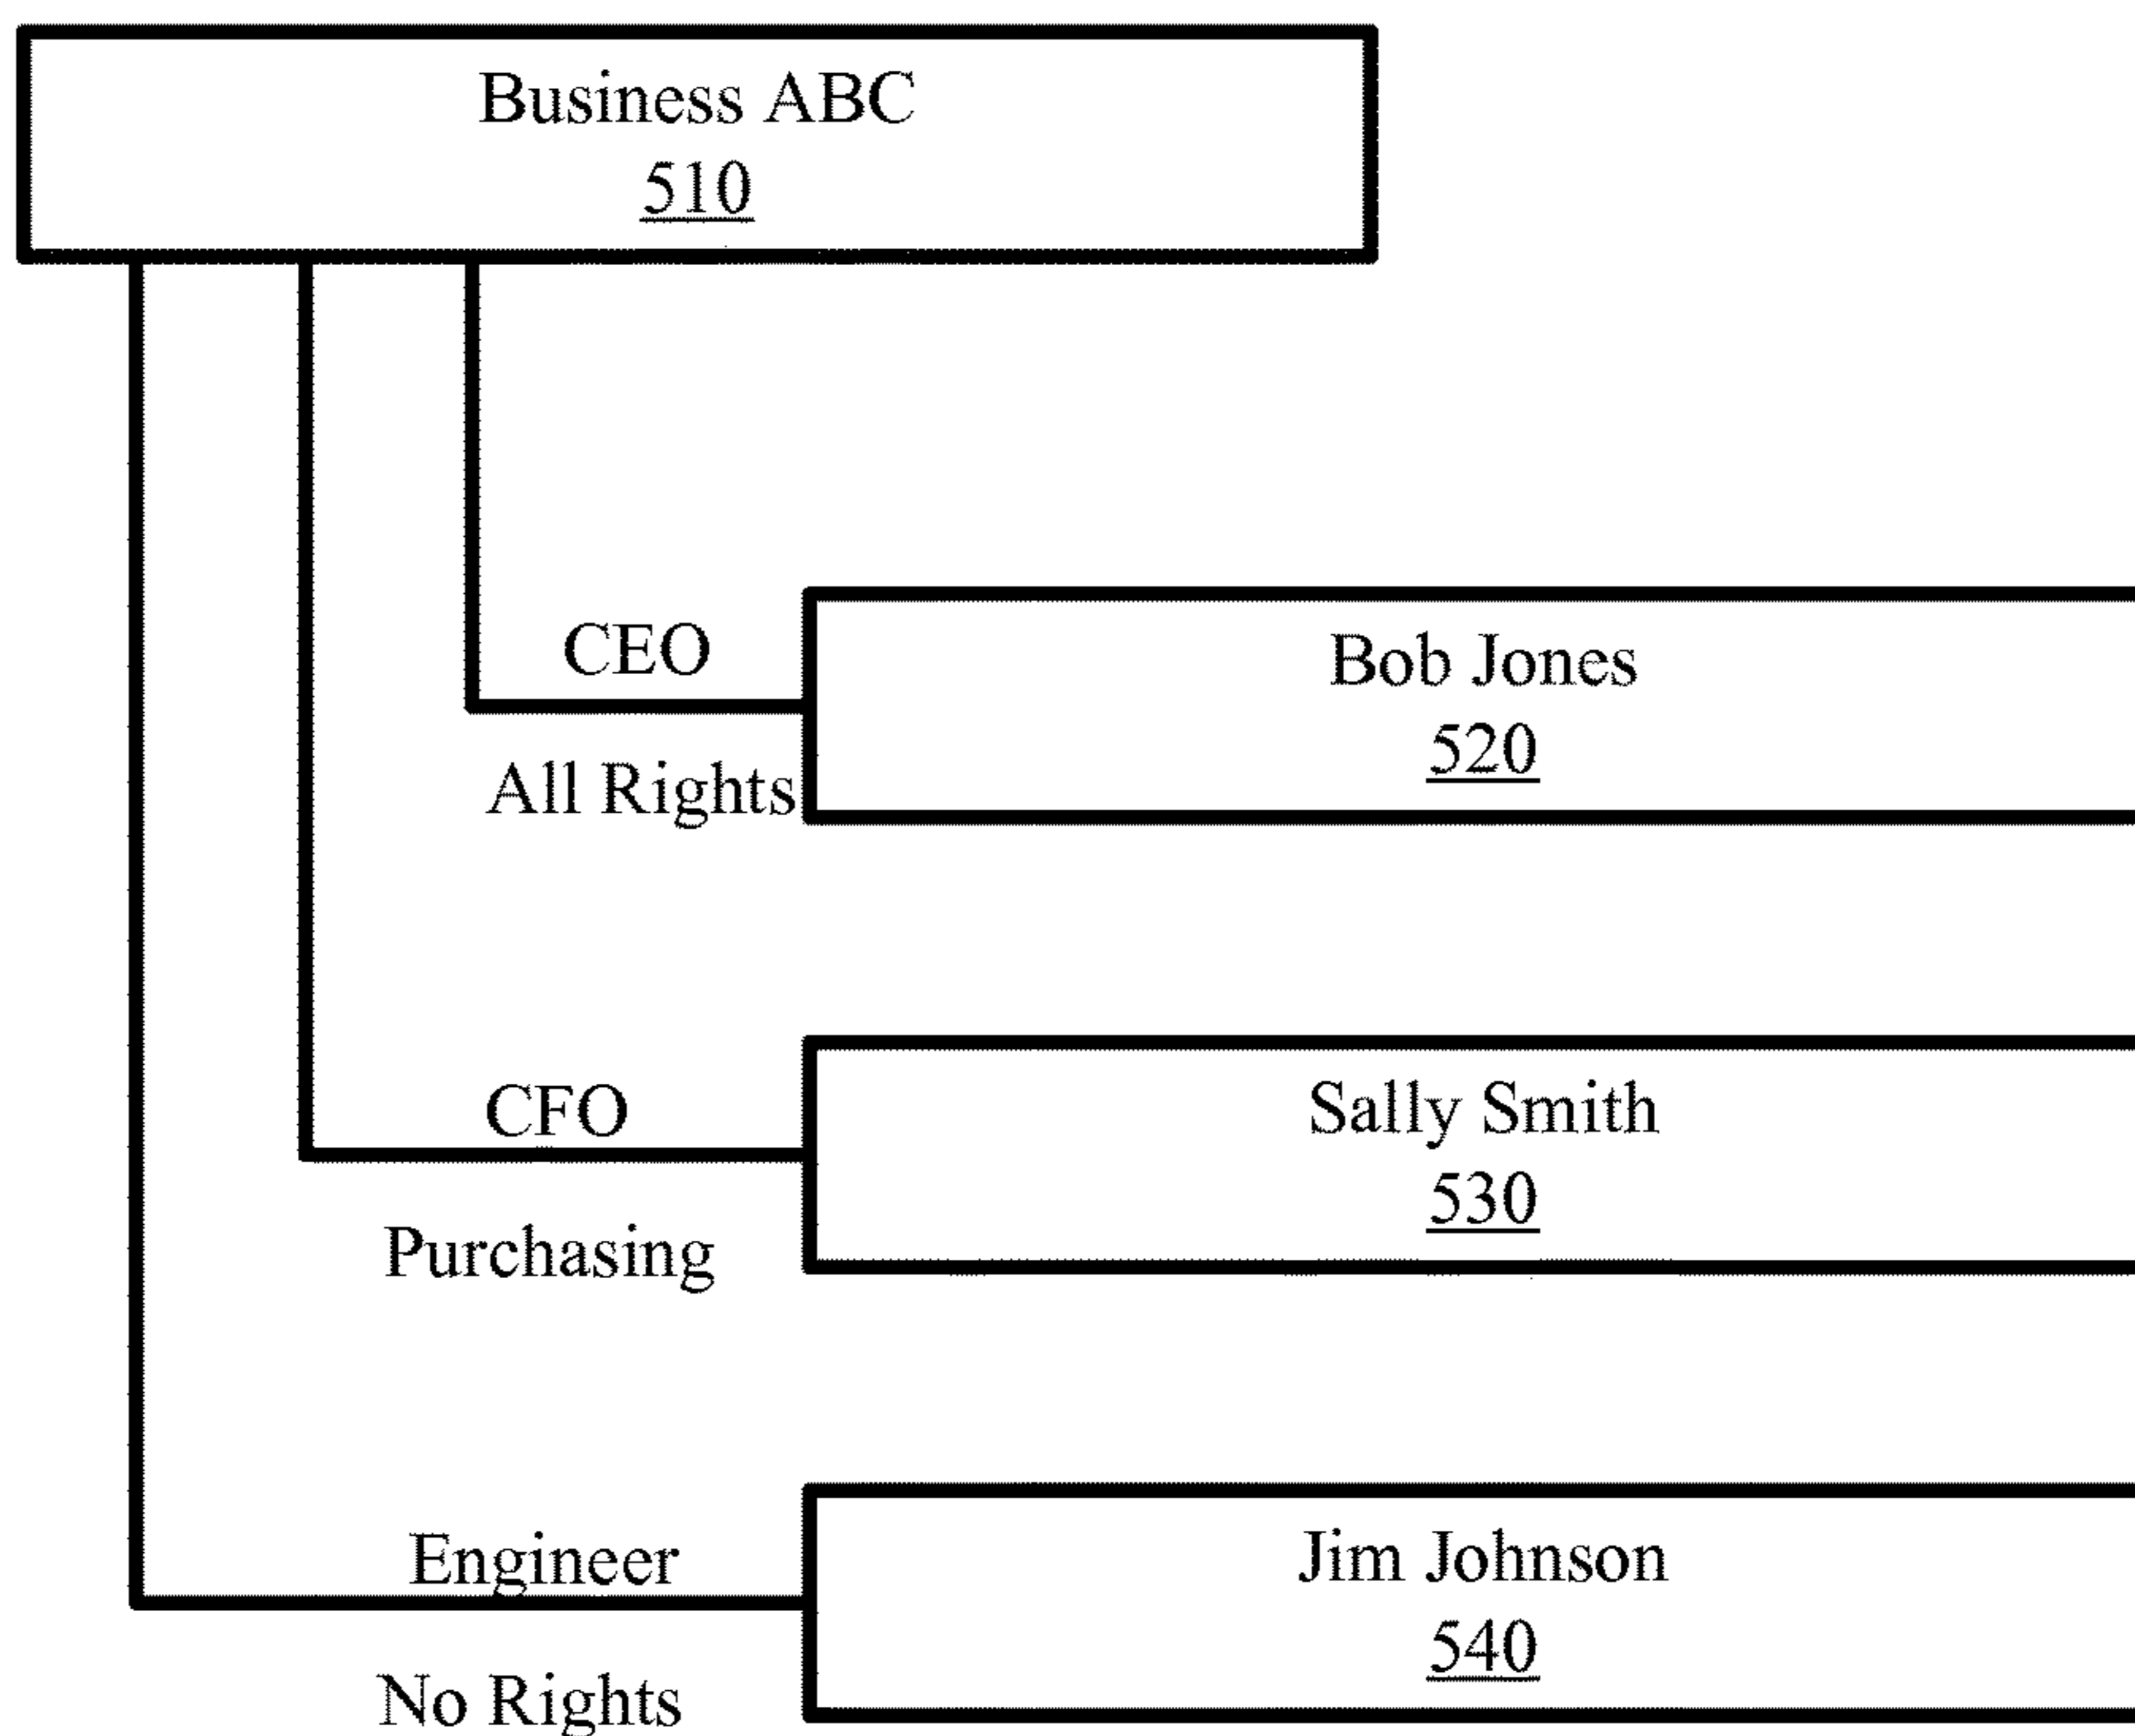 Business ABC
510
CEO
Bob Jones
520
All Rights
CFO
Sally Smith
530
Purchasing
Engineer
Jim Johnson
540
No Rights